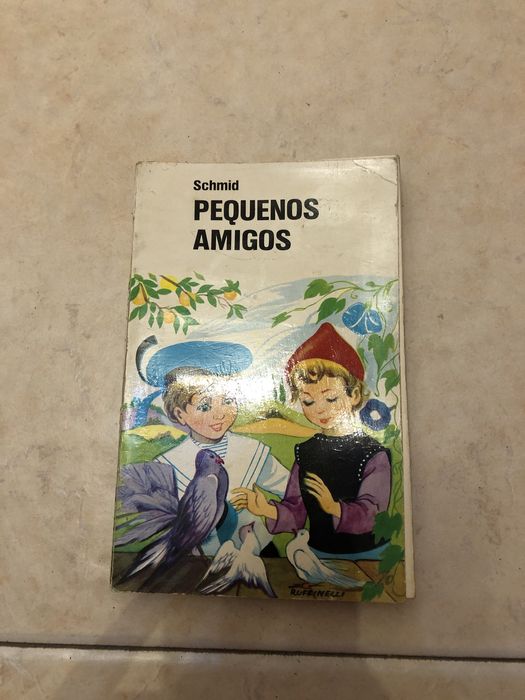 Schmid
PEQUENOS
AMIGOS
RUFFINELLI